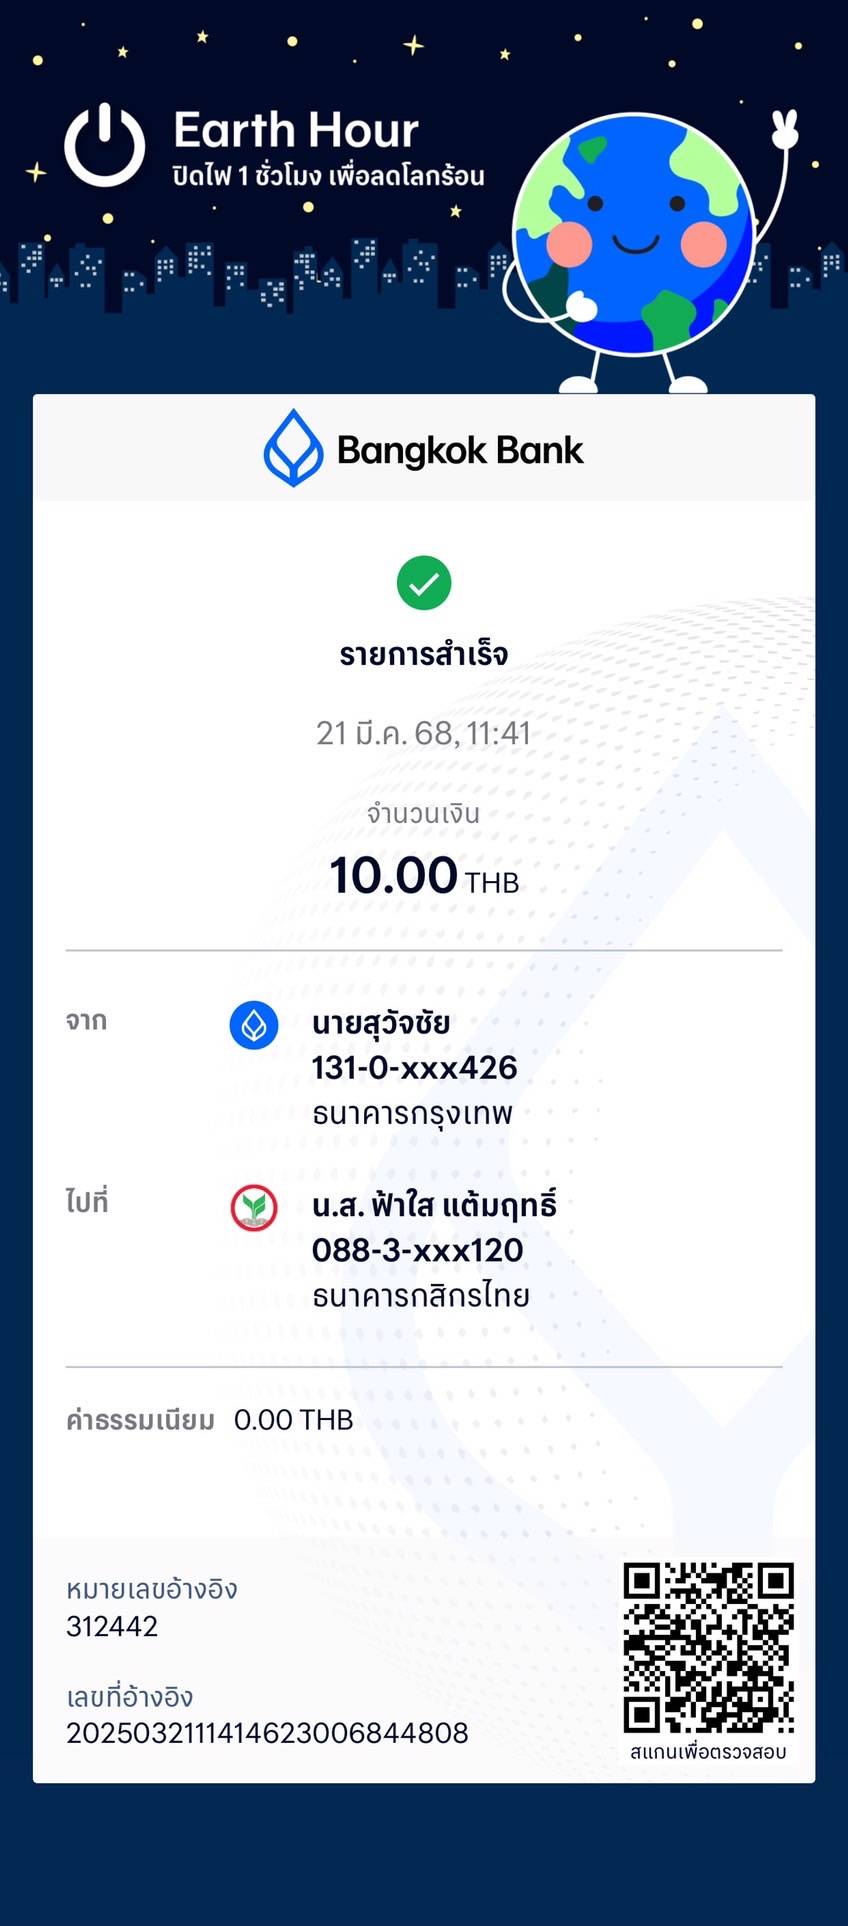 Earth Hour
ปิดไฟ 1 ชั่วโมง เพื่อลดโลกร้อน
Bangkok Bank
รายการสำเร็จ
21 มี.ค. 68, 11:41
จำนวนเงิน
10.00 THB
จาก
นายสุวัจชัย
131-0-xxx426
ธนาคารกรุงเทพ
ไปที่
น.ส. ฟ้าใส แต้มฤทธิ์
088-3-xxx120
ธนาคารกสิกรไทย
ค่าธรรมเนียม 0.00 THB
หมายเลขอ้างอิง
312442
เลขที่อ้างอิง
2025032111414623006844808
สแกนเพื่อตรวจสอบ